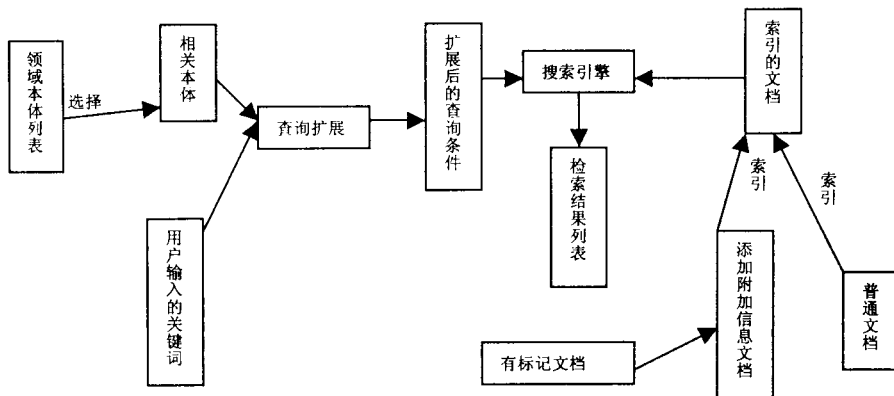 领域本体列表
选择
相关本体
查询扩展
用户输入的关键词
扩展后的查询条件
搜索引擎
检索结果列表
索引的文档
索引
索引
添加附加信息文档
普通文档
有标记文档